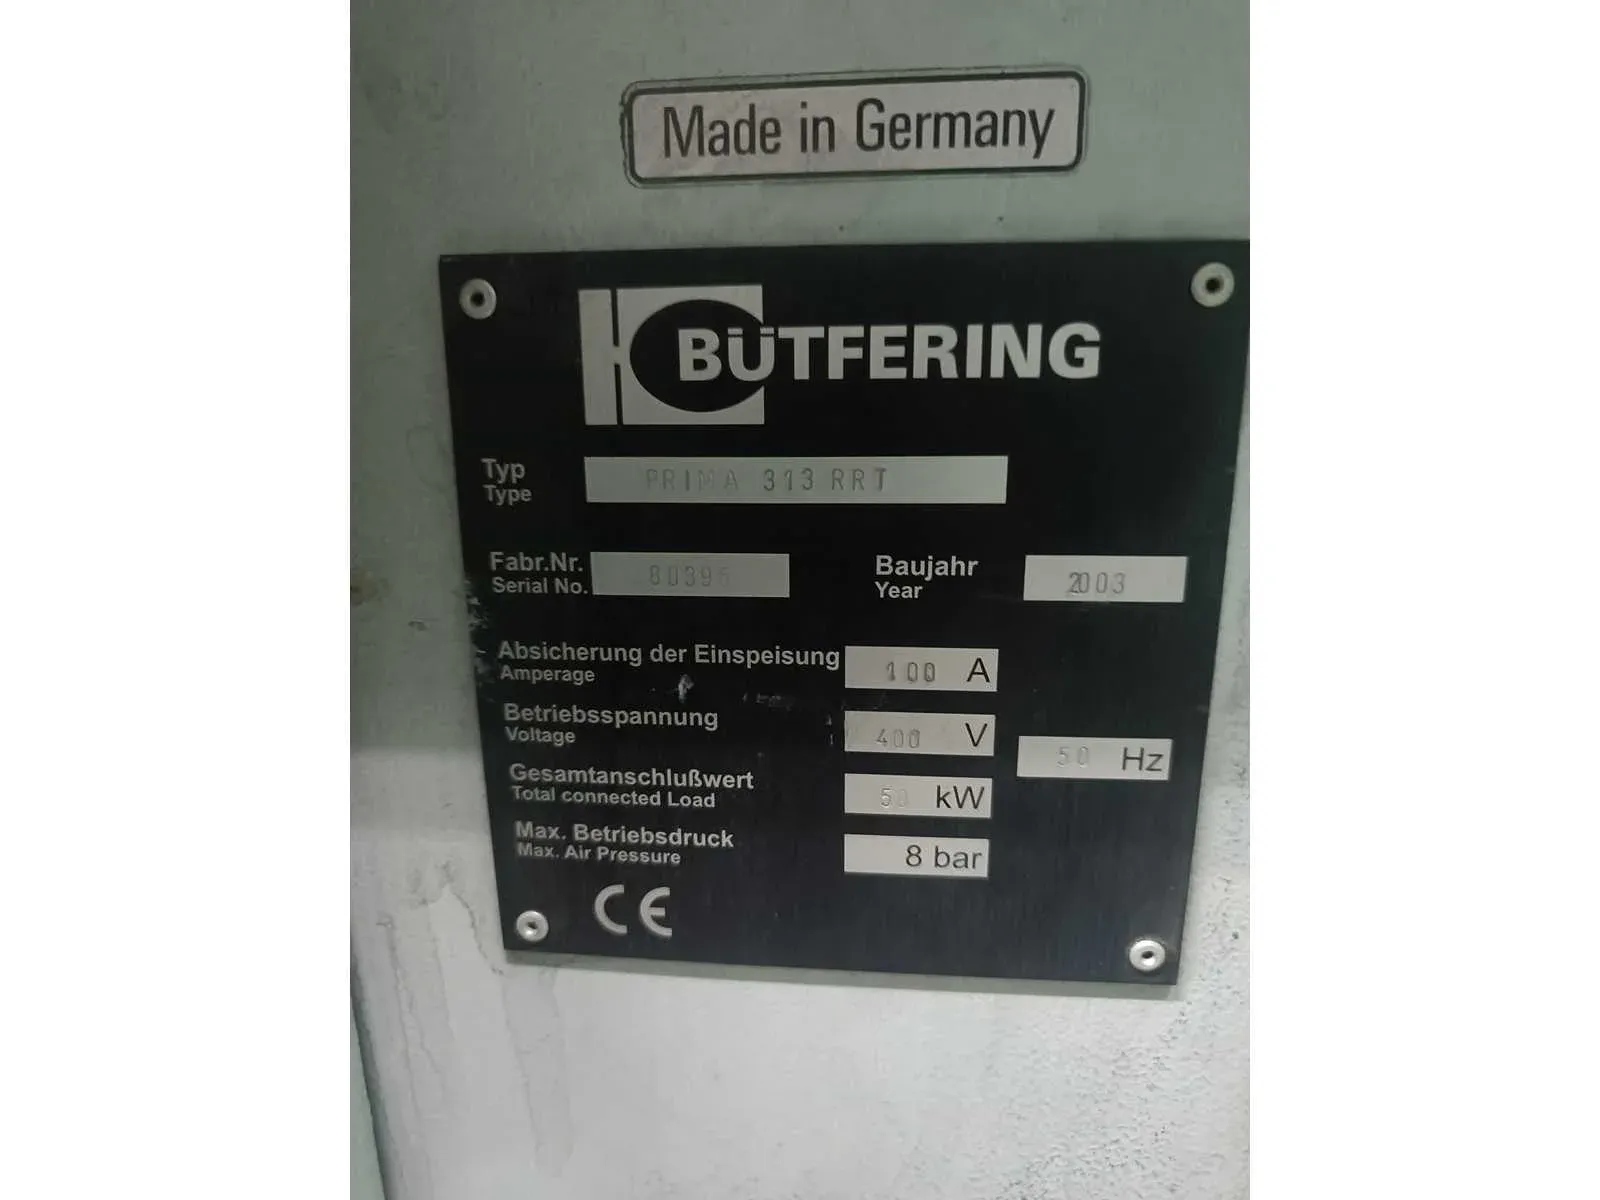 Made in Germany
BÜTFERING
Typ PRIMA 313 RRT
Type
Fabr.Nr. Baujahr 2003
Serial No. Year
Absicherung der Einspeisung 100 A
Amperage
Betriebsspannung 400 V 50 Hz
Voltage
Gesamtanschlußwert 50 kW
Total connected Load
Max. Betriebsdruck 8 bar
Max. Air Pressure
CE